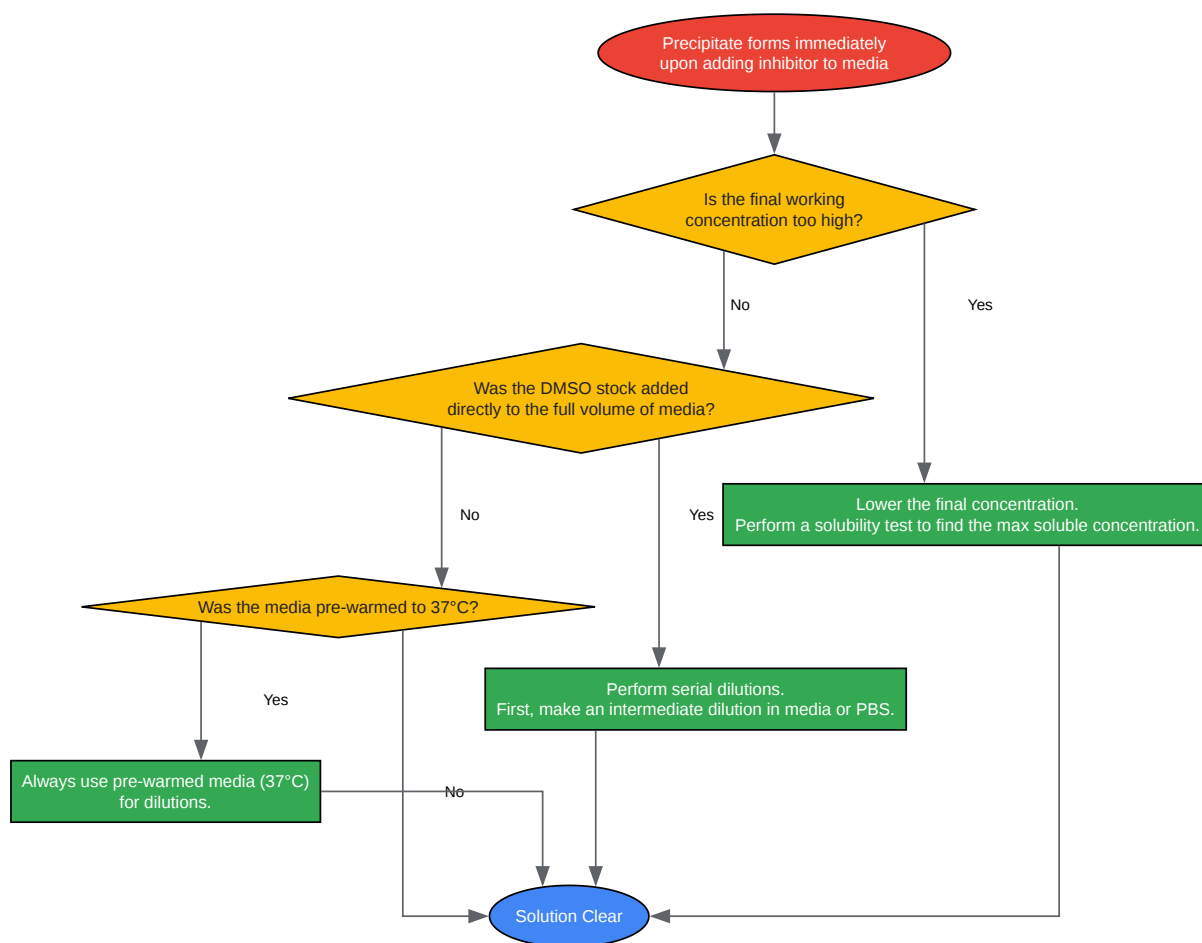 Precipitate forms immediately
upon adding inhibitor to media
Is the final working
concentration too high?
No
Yes
Was the DMSO stock added
directly to the full volume of media?
No
Yes
Lower the final concentration.
Perform a solubility test to find the max soluble concentration.
Was the media pre-warmed to 37°C?
Yes
Perform serial dilutions.
First, make an intermediate dilution in media or PBS.
Always use pre-warmed media (37°C)
for dilutions.
No
Solution Clear